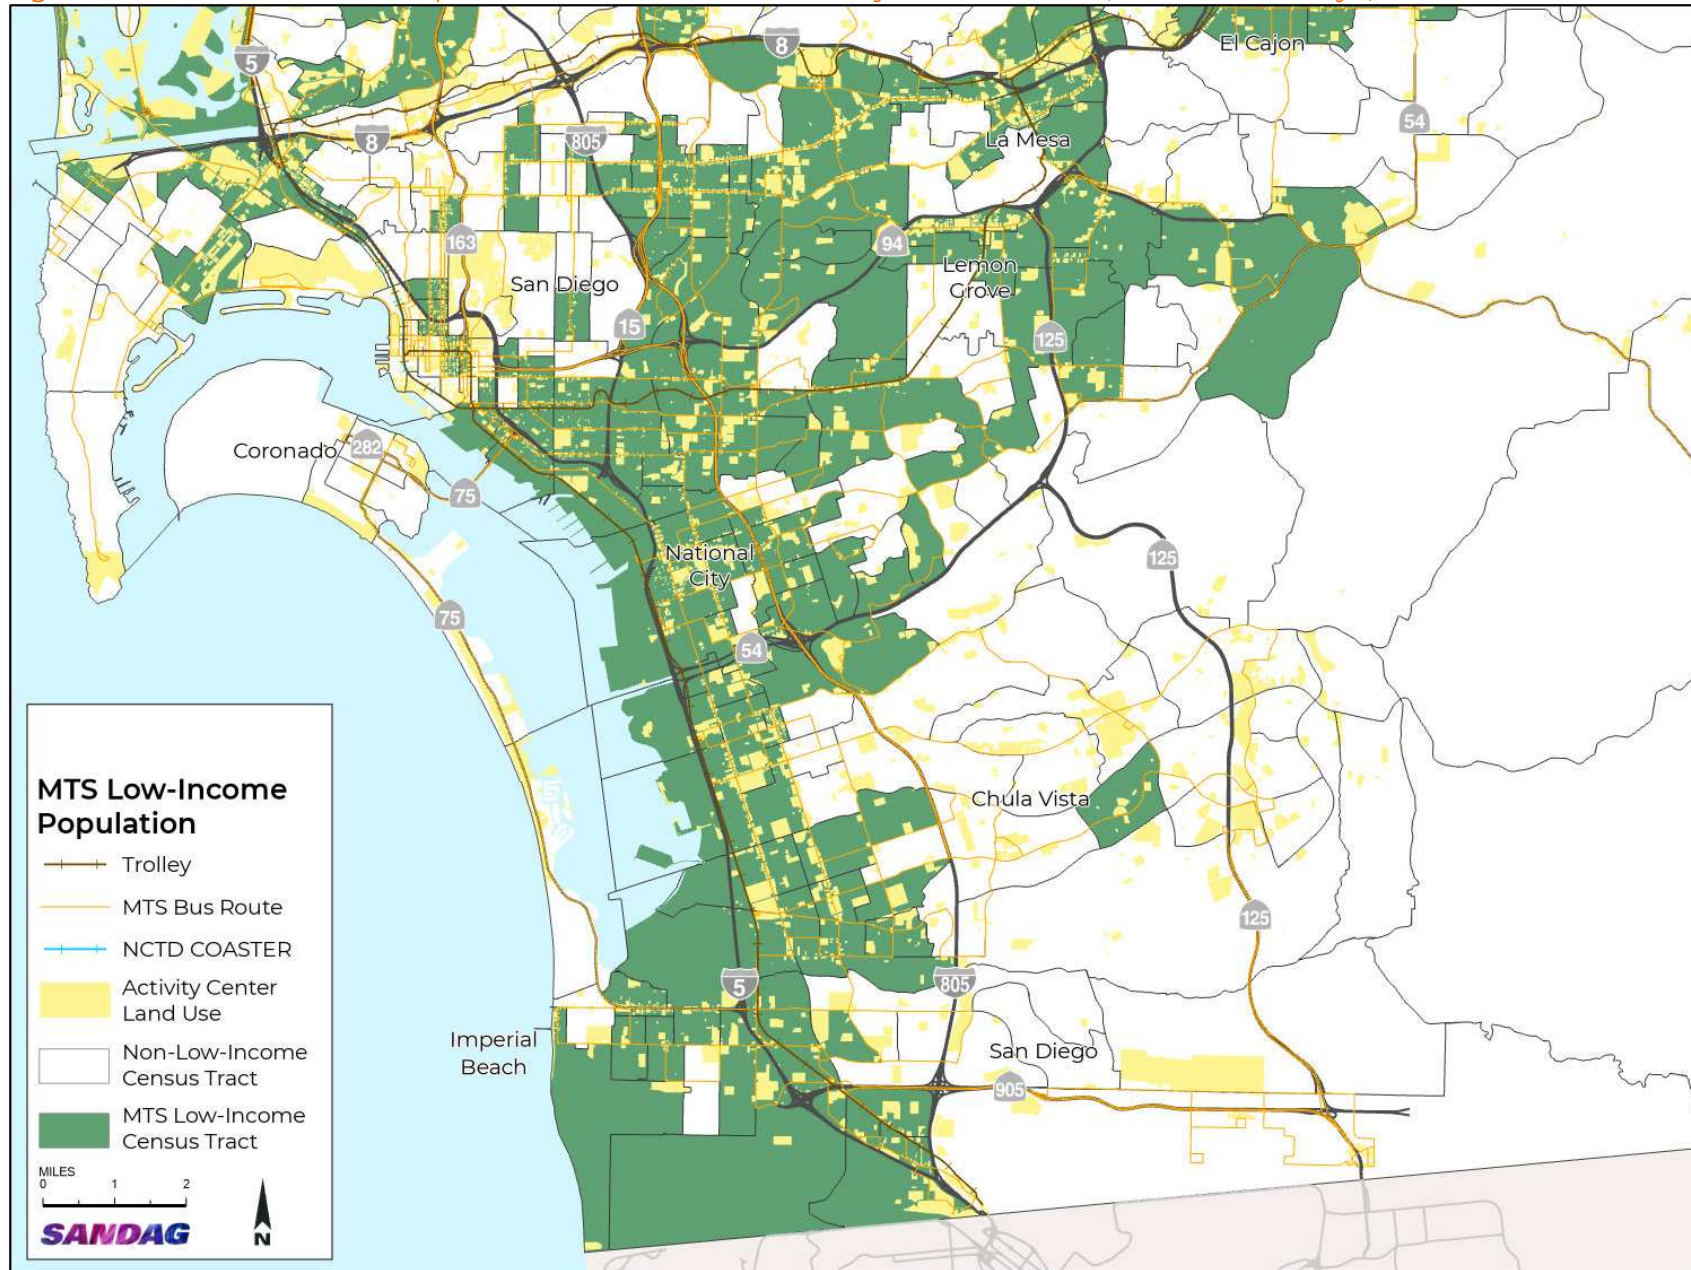 8
El Cajon
5
54
8
805
La Mesa
163
94
Lemon
Grove
San Diego
15
125
Coronado
282
75
National
City
125
75
54
MTS Low-Income
Population
Trolley
MTS Bus Route
NCTD COASTER
Activity Center
Land Use
Non-Low-Income
Census Tract
MTS Low-Income
Census Tract
MILES
0 1 2
SANDAG
N
Chula Vista
125
5
805
Imperial
Beach
San Diego
905